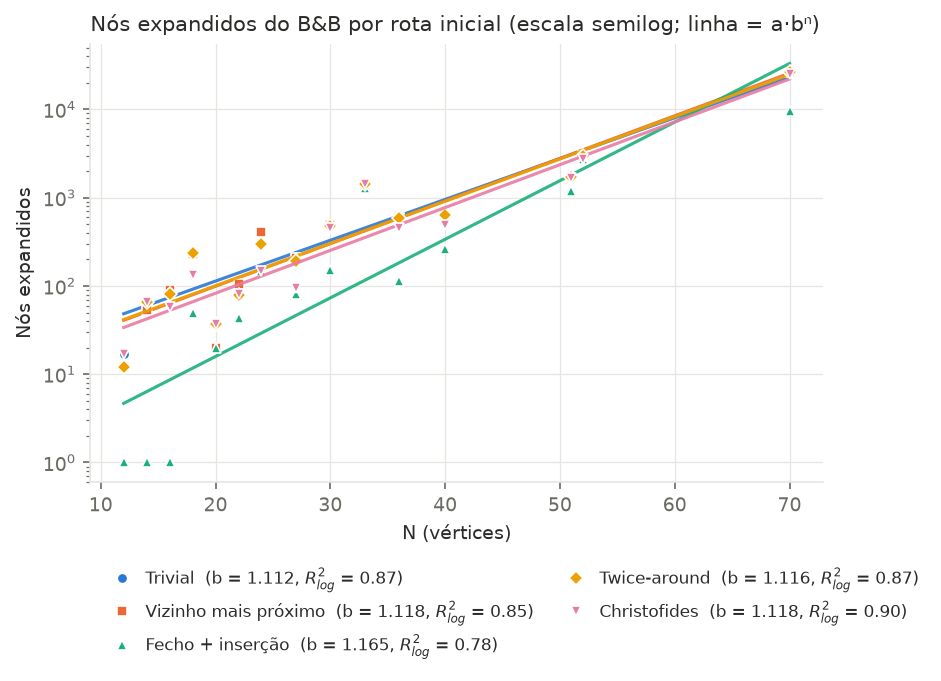 Nós expandidos do B&B por rota inicial (escala semilog; linha = a·bⁿ)
Nós expandidos
10⁴
10³
10²
10¹
10⁰
10 20 30 40 50 60 70
N (vértices)
Trivial (b = 1.112, R²log = 0.87)
Vizinho mais próximo (b = 1.118, R²log = 0.85)
Fecho + inserção (b = 1.165, R²log = 0.78)
Twice-around (b = 1.116, R²log = 0.87)
Christofides (b = 1.118, R²log = 0.90)